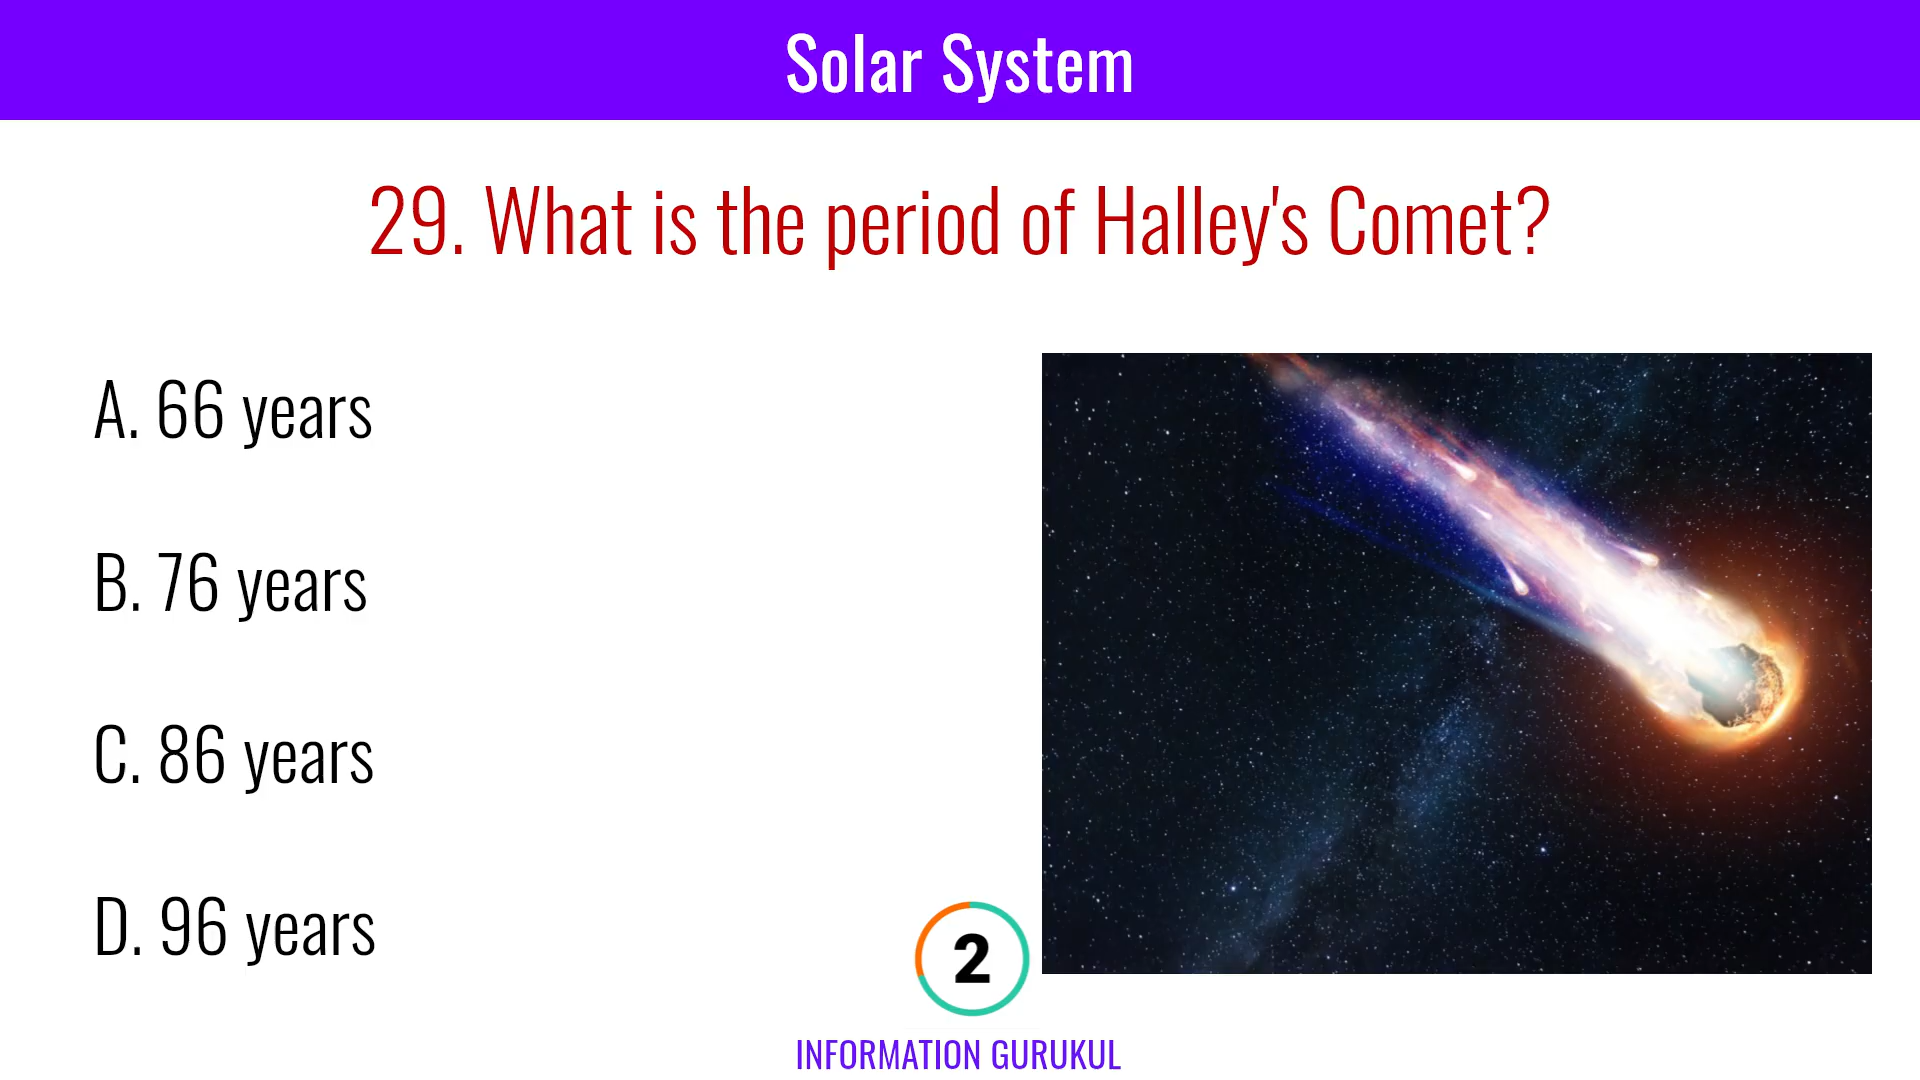 Solar System
29. What is the period of Halley's Comet?
A. 66 years
B. 76 years
C. 86 years
D. 96 years
2
INFORMATION GURUKUL